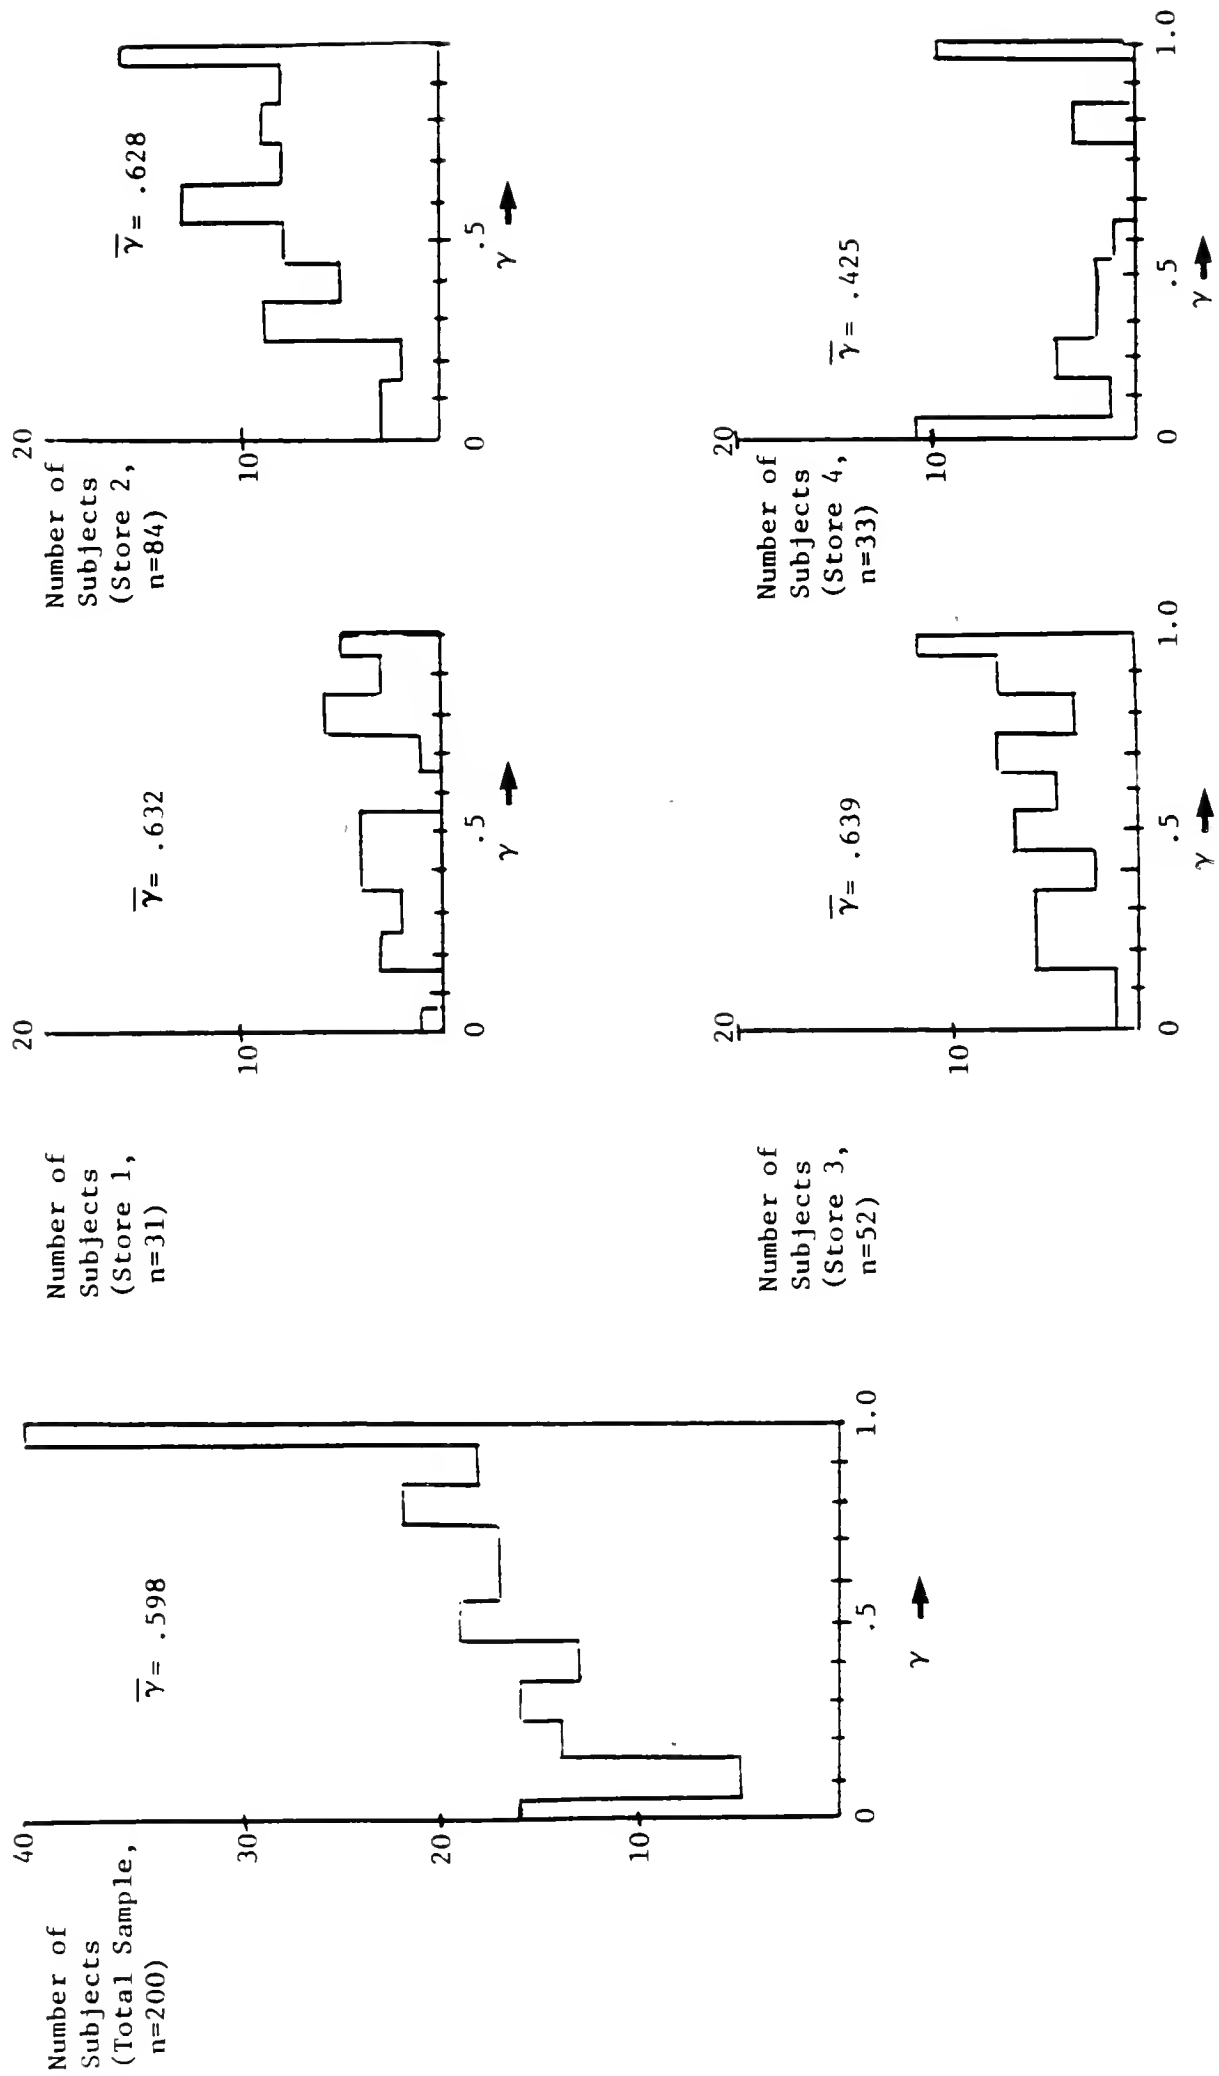 Number of
Subjects
(Total Sample,
n=200)
40
30
20
10
0
.5
1.0
γ
γ̅= .598
Number of
Subjects
(Store 1,
n=31)
20
10
0
.5
γ
γ̅= .632
Number of
Subjects
(Store 2,
n=84)
20
10
0
.5
γ
γ̅= .628
Number of
Subjects
(Store 3,
n=52)
20
10
0
.5
1.0
γ
γ̅= .639
Number of
Subjects
(Store 4,
n=33)
20
10
0
.5
1.0
γ
γ̅= .425